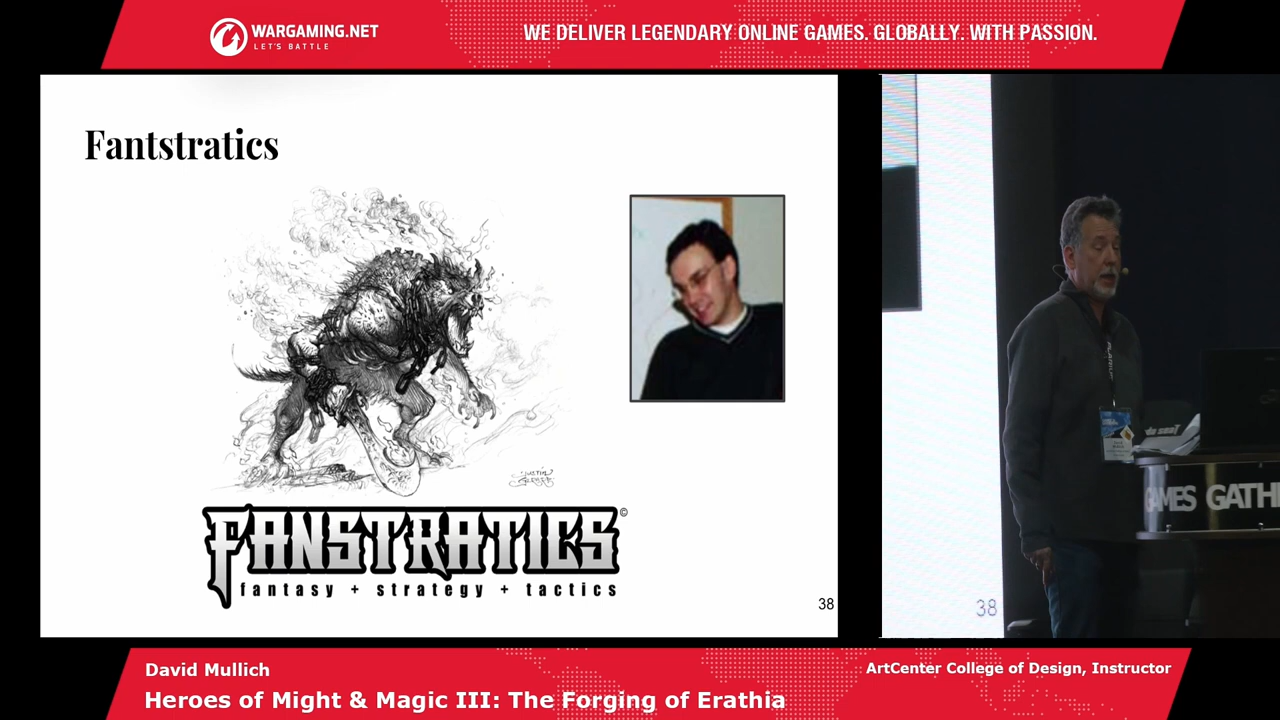 WARGAMING.NET
LET'S BATTLE
WE DELIVER LEGENDARY ONLINE GAMES. GLOBALLY. WITH PASSION.
Fantstratics
FANSTRATICS©
fantasy + strategy + tactics
38
38
GAMES GATH
David Mullich
ArtCenter College of Design, Instructor
Heroes of Might & Magic III: The Forging of Erathia